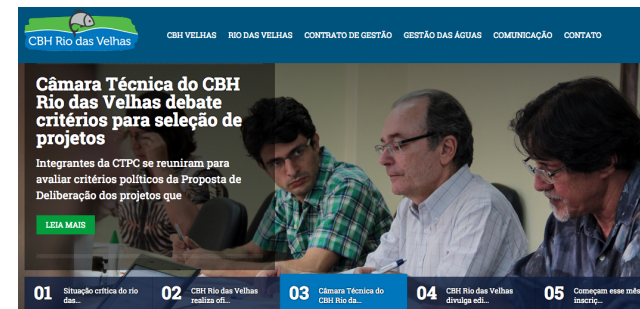 CBH Rio das Velhas
CBH VELHAS RIO DAS VELHAS CONTRATO DE GESTÃO GESTÃO DAS ÁGUAS COMUNICAÇÃO CONTATO
Câmara Técnica do CBH
Rio das Velhas debate
critérios para seleção de
projetos
Integrantes da CTPC se reuniram para
avaliar critérios políticos da Proposta de
Deliberação dos projetos que
LEIA MAIS
01 Situação crítica do rio
das...
02 CBH Rio das Velhas
realiza ofi...
03 Câmara Técnica do
CBH Rio da...
04 CBH Rio das Velhas
divulga edi...
05 Começam esse mês
inscriç...